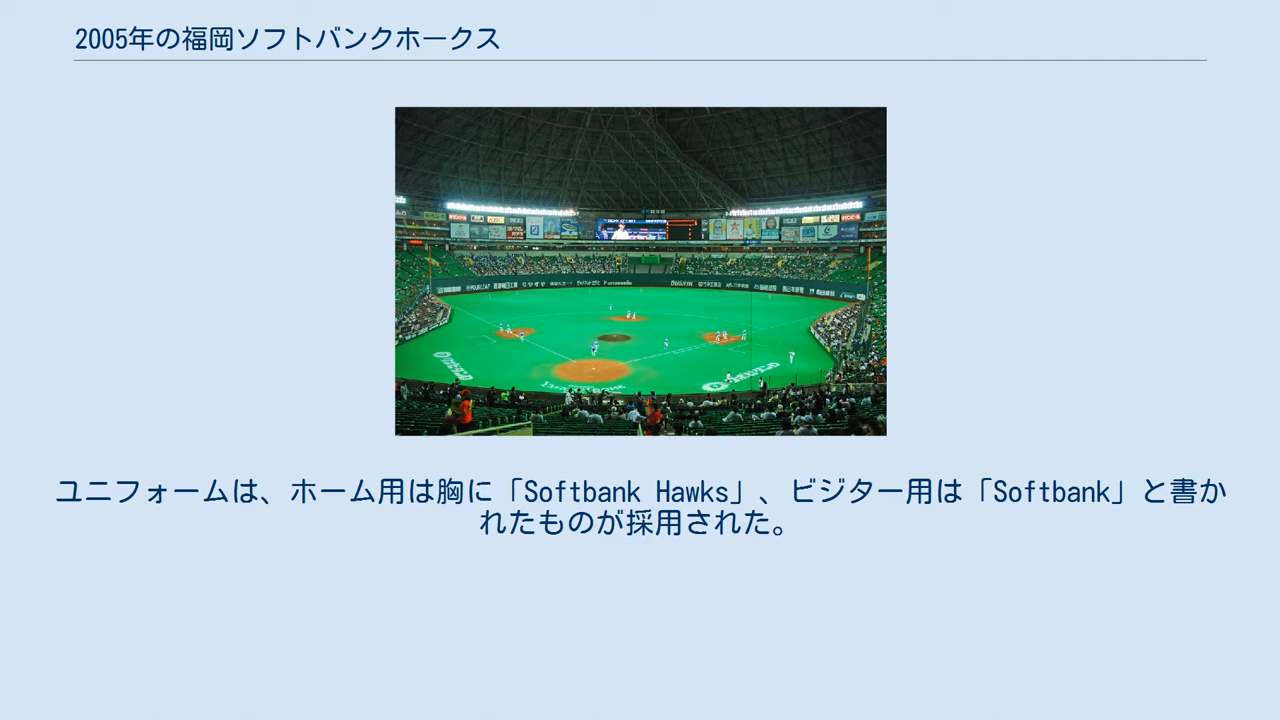 2005年の福岡ソフトバンクホークス
ユニフォームは、ホーム用は胸に「Softbank Hawks」、ビジター用は「Softbank」と書か
れたものが採用された。